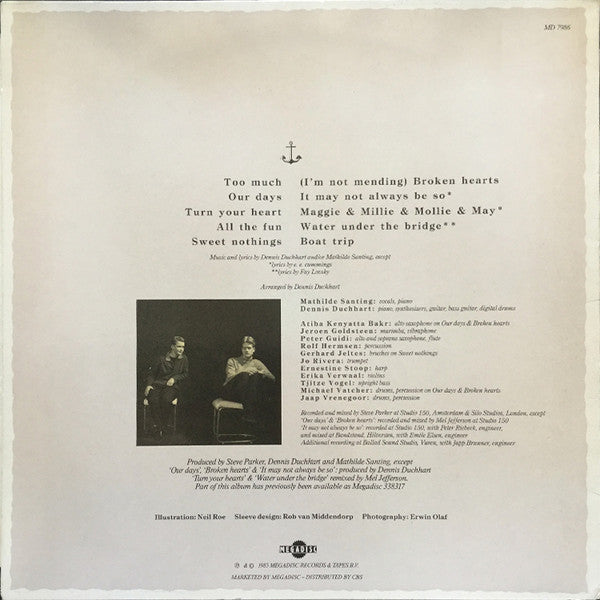 MD 7986
Too much
Our days
Turn your heart
All the fun
Sweet nothings
(I'm not mending) Broken hearts
It may not always be so*
Maggie & Millie & Mollie & May*
Water under the bridge**
Boat trip
Music and lyrics by Dennis Duchhart and/or Mathilde Santing, except
*lyrics by e. e. cummings
**lyrics by Fay Lovsky
Arranged by Dennis Duchhart
Mathilde Santing: vocals, piano
Dennis Duchhart: piano, synthesizers, guitar, bass guitar, digital drums
Atiba Kenyatta Bakr: alto saxophone on Our days & Broken hearts
Jeroen Goldsteen: marimba, vibraphone
Peter Guidi: alto and soprano saxophone, flute
Rolf Hermsen: percussion
Gerhard Jeltes: brushes on Sweet nothings
Jo Rivera: trumpet
Ernestine Stoop: harp
Erika Verwaal: violins
Tjitze Vogel: upright bass
Michael Vatcher: drums, percussion on Our days & Broken hearts
Jaap Vrenegoor: drums, percussion
Recorded and mixed by Steve Parker at Studio 150, Amsterdam & Silo Studios, London, except
'Our days' & 'Broken hearts': recorded and mixed by Mel Jefferson at Studio 150
'It may not always be so' recorded at Studio 150, with Peter engineer,
and mixed at Bandstand, Hilversum, with Emile Elsen, engineer
Additional recording at Ballad Sound Studio, Vuren, with engineer
Produced by Steve Parker, Dennis Duchhart and Mathilde Santing, except
'Our days', 'Broken hearts' & 'It may not always be so': produced by Dennis Duchhart
'Turn your hearts' & 'Water under the bridge' remixed by Mel Jefferson.
Part of this album has previously been available as Megadisc 338317
Illustration: Neil Roe Sleeve design: Rob van Middendorp Photography: Erwin Olaf
MEGADISC
℗ & © 1985 MEGADISC RECORDS & TAPES B.V.
MARKETED BY MEGADISC – DISTRIBUTED BY CBS